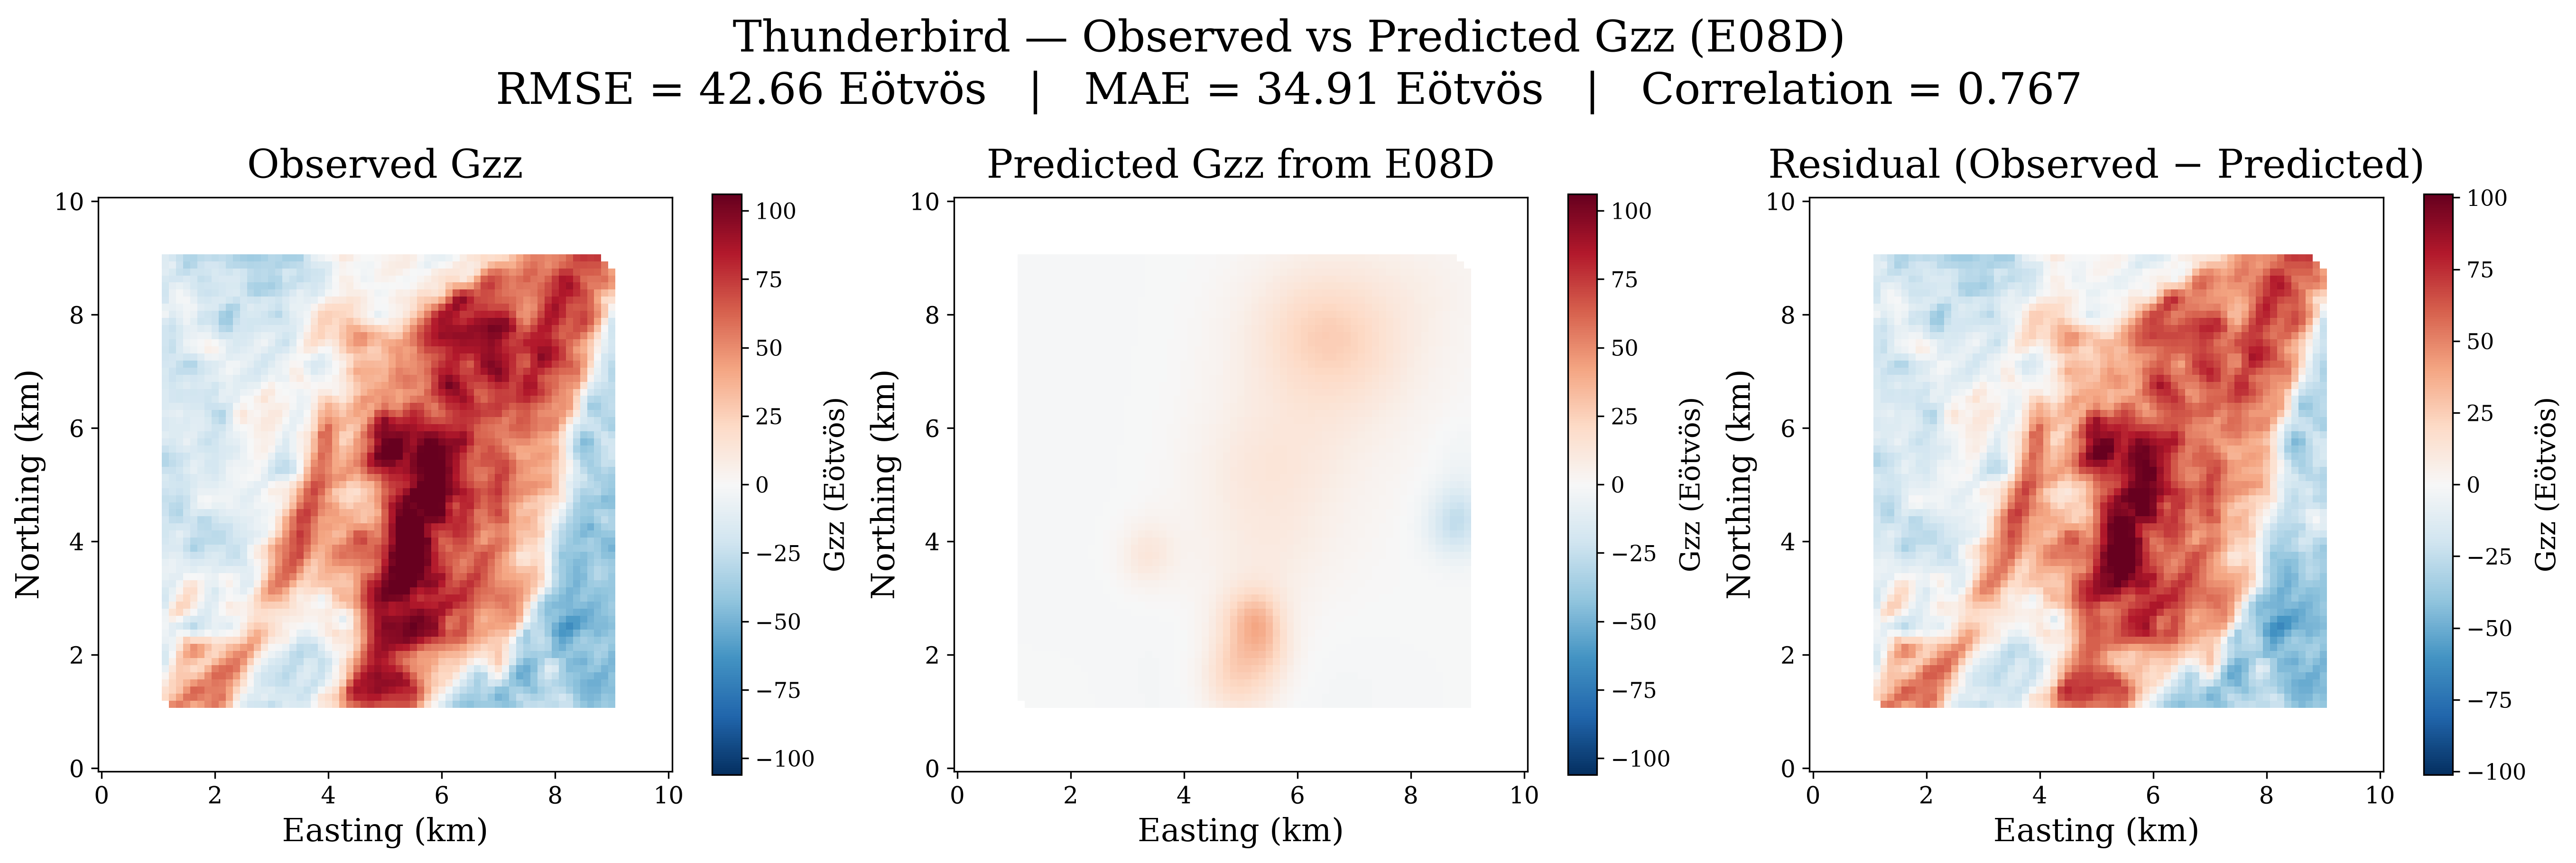 Thunderbird — Observed vs Predicted Gzz (E08D)
RMSE = 42.66 Eötvös | MAE = 34.91 Eötvös | Correlation = 0.767
Observed Gzz
10
8
6
4
2
0
0 2 4 6 8 10
Northing (km)
Easting (km)
100
75
50
25
0
−25
−50
−75
−100
Gzz (Eötvös)
Predicted Gzz from E08D
10
8
6
4
2
0
0 2 4 6 8 10
Northing (km)
Easting (km)
100
75
50
25
0
−25
−50
−75
−100
Gzz (Eötvös)
Residual (Observed − Predicted)
10
8
6
4
2
0
0 2 4 6 8 10
Northing (km)
Easting (km)
100
75
50
25
0
−25
−50
−75
−100
Gzz (Eötvös)